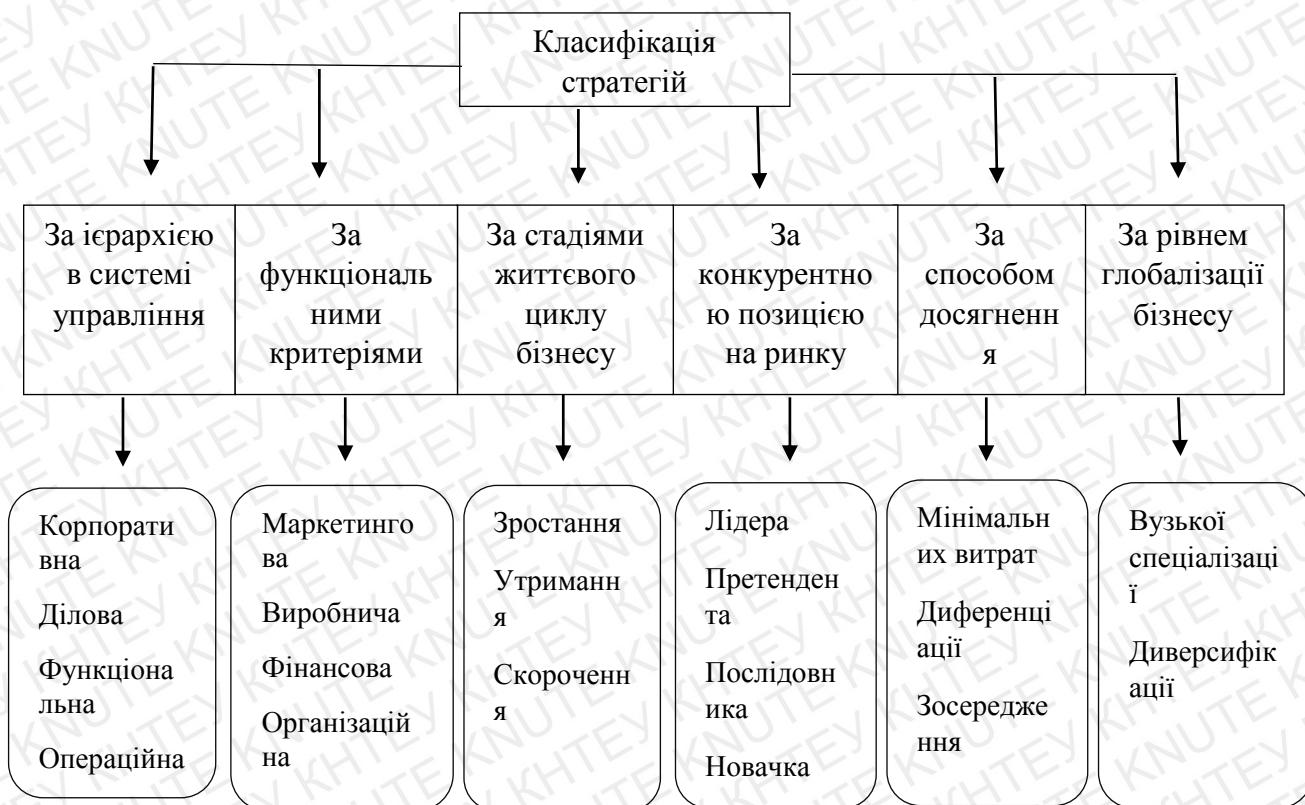 Класифікація
стратегій
За ієрархією
в системі
управління
За
функціональ
ними
критеріями
За стадіями
життєвого
циклу
бізнесу
За
конкурентно
ю позицією
на ринку
За
способом
досягненн
я
За рівнем
глобалізації
бізнесу
Корпорати
вна
Ділова
Функціона
льна
Операційна
Маркетинго
ва
Виробнича
Фінансова
Організацій
на
Зростання
Утриманн
я
Скороченн
я
Лідера
Претенден
та
Послідовн
ика
Новачка
Мінімальн
их витрат
Диференці
ації
Зосередже
ння
Вузької
спеціалізаці
ї
Диверсифік
ації